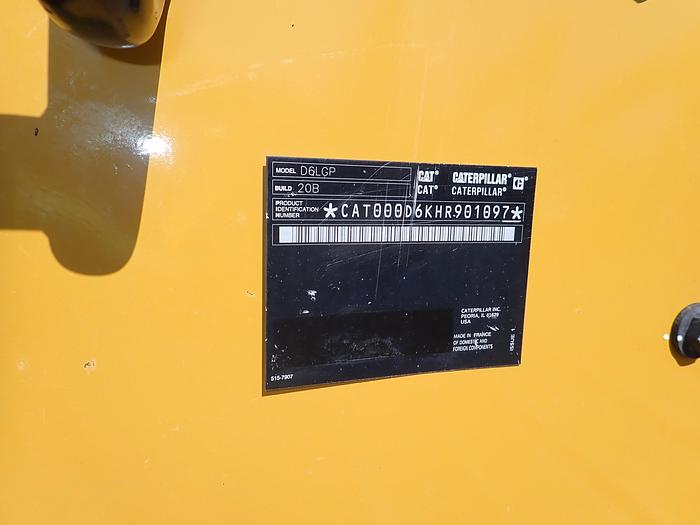 MODEL D6LGP
CAT® CATERPILLAR®
BUILD 20B
CAT® CATERPILLAR®
PRODUCT IDENTIFICATION NUMBER *CAT000D6KHR901097*
CATERPILLAR INC.
PEORIA, IL 61629
USA
MADE IN FRANCE
OF DOMESTIC AND
FOREIGN COMPONENTS
ISSUE 1
515-7907